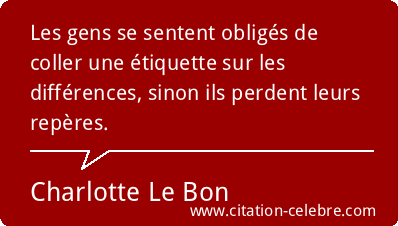 Les gens se sentent obligés de
coller une étiquette sur les
différences, sinon ils perdent leurs
repères.
Charlotte Le Bon
www.citation-celebre.com